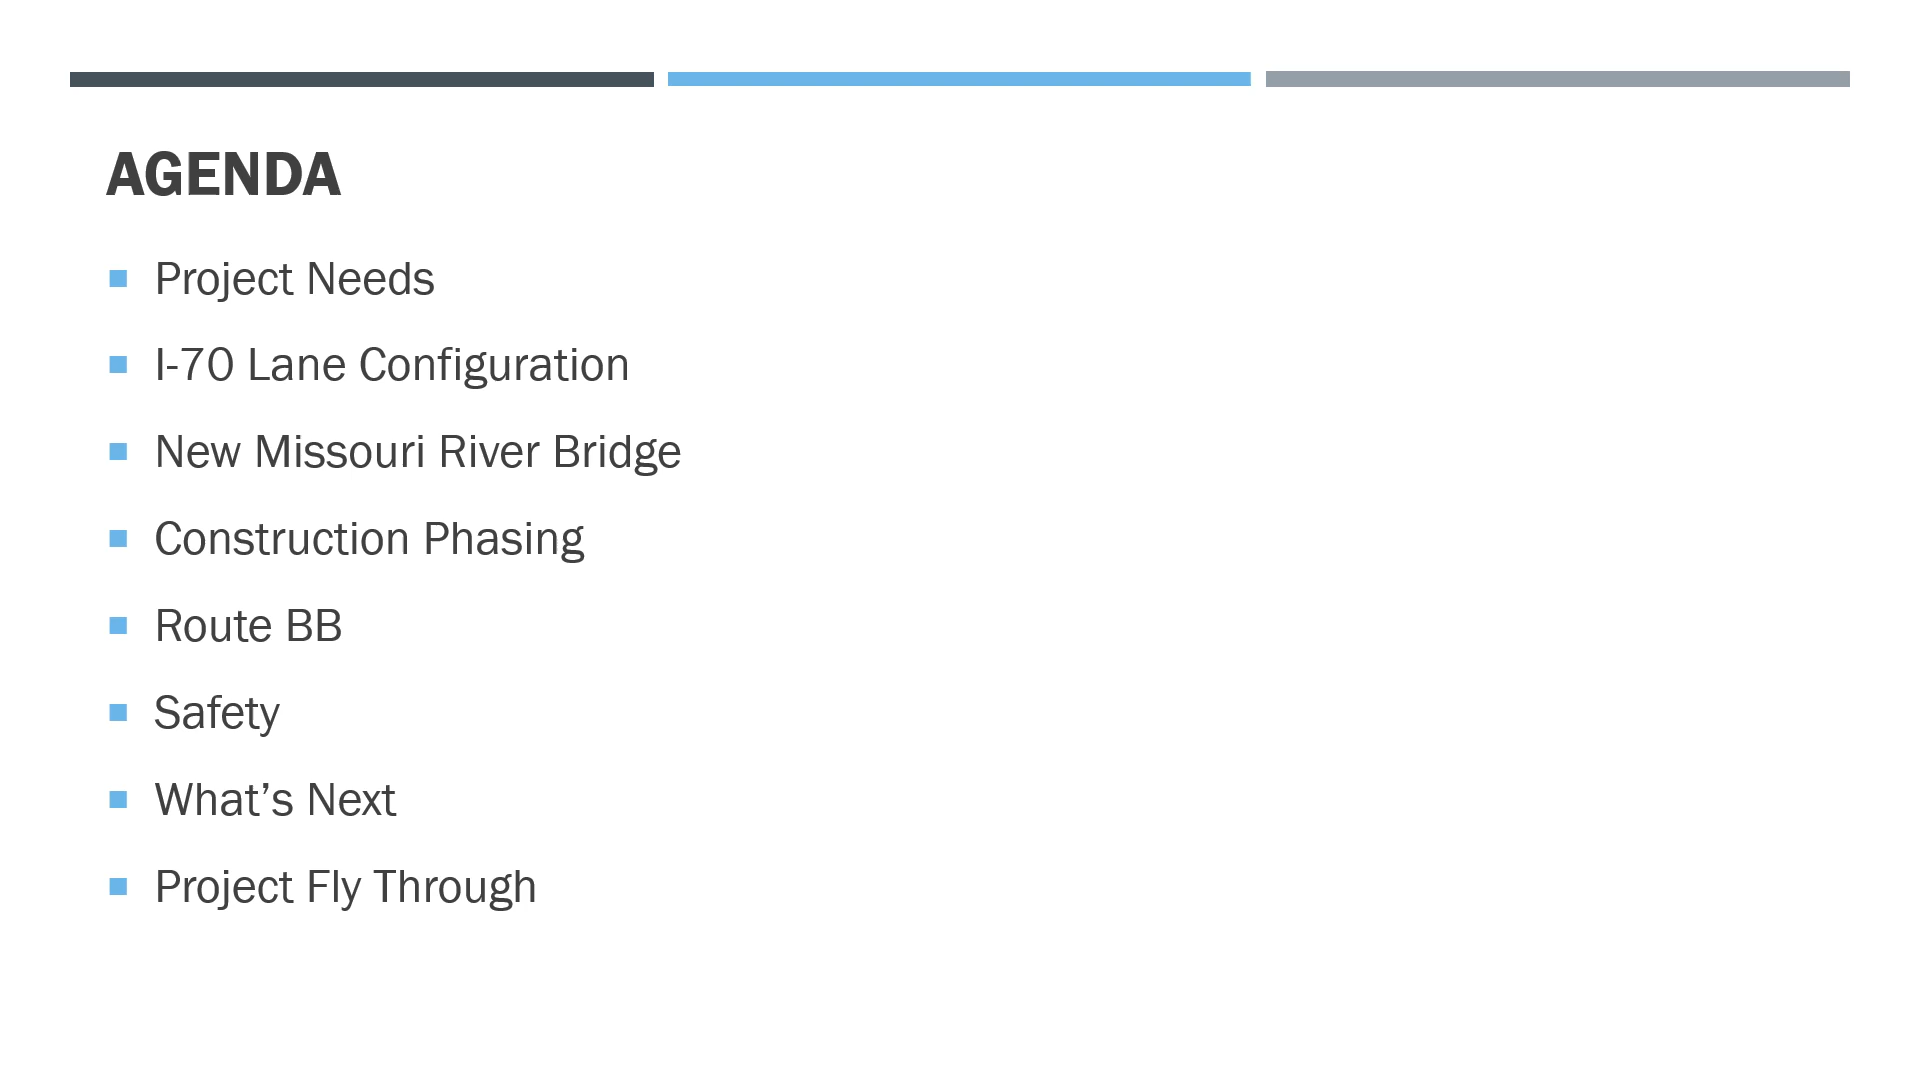 AGENDA
Project Needs
I-70 Lane Configuration
New Missouri River Bridge
Construction Phasing
Route BB
Safety
What’s Next
Project Fly Through